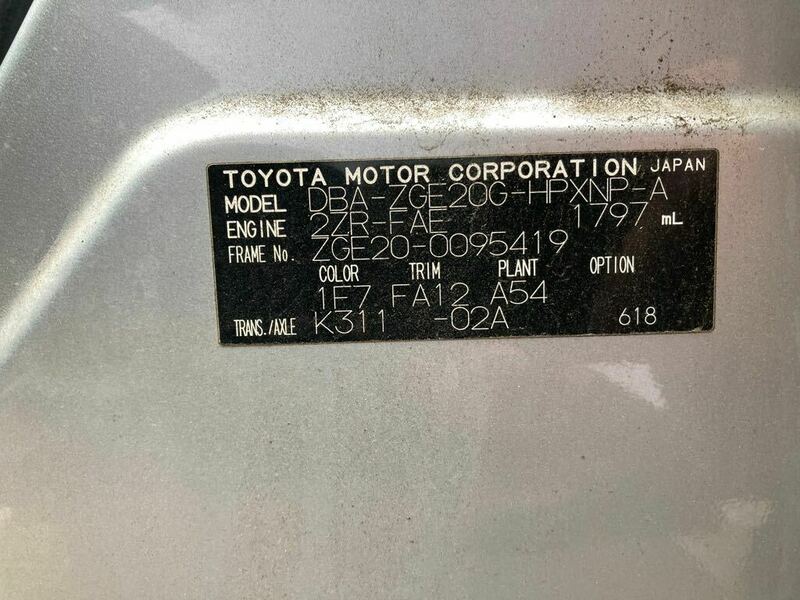 TOYOTA MOTOR CORPORATION JAPAN
MODEL DBA-ZGE20G-HPXNP-A
ENGINE 2ZR-FAE 1797 mL
FRAME No. ZGE20-0095419
COLOR TRIM PLANT OPTION
1F7 FA12 A54
TRANS./AXLE K311 -02A 618